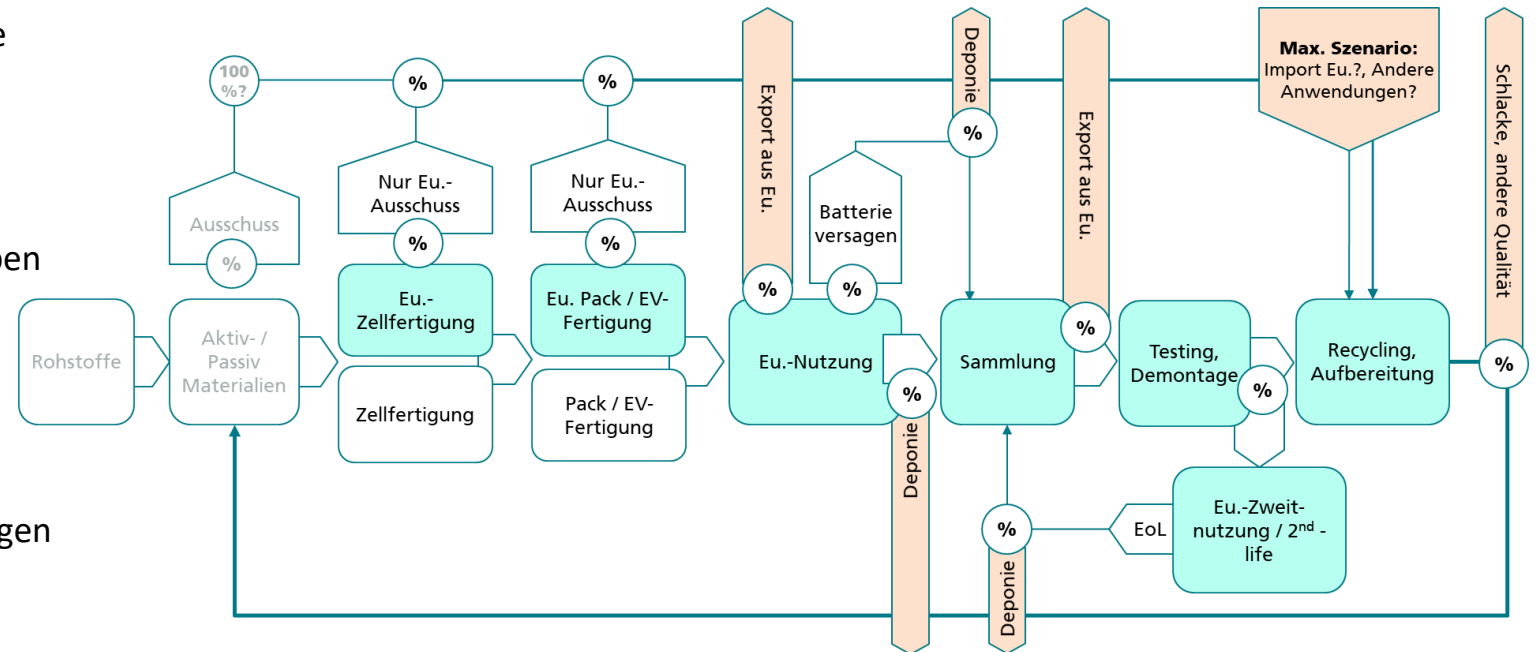 e
ben
gen
100
%?
%
%
Deponie
%
Export aus Eu.
Export aus Eu.
Max. Szenario:
Import Eu.?, Andere
Anwendungen?
Schlacke, andere Qualität
Ausschuss
%
Nur Eu.-
Ausschuss
%
Nur Eu.-
Ausschuss
%
Batterie
versagen
%
%
%
Rohstoffe
Aktiv- /
Passiv
Materialien
Eu.-
Zellfertigung
Zellfertigung
Eu. Pack / EV-
Fertigung
Pack / EV-
Fertigung
Eu.-Nutzung
%
Deponie
Sammlung
Testing,
Demontage
%
Recycling,
Aufbereitung
%
Eu.-Zweit-
nutzung / 2nd -
life
EoL
%
Deponie